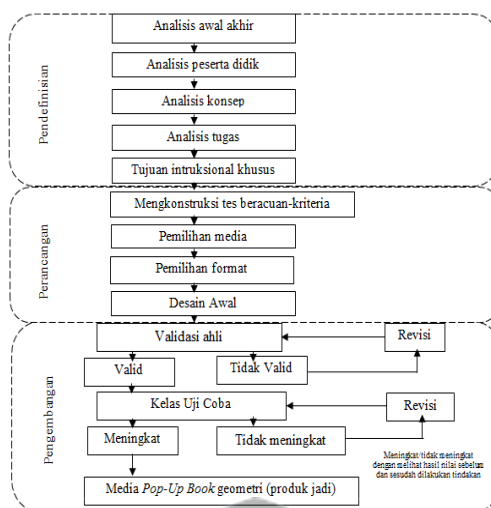 Pendefinisian
Analisis awal akhir
Analisis peserta didik
Analisis konsep
Analisis tugas
Tujuan intruksional khusus
Perancangan
Mengkonstruksi tes beracuan-kriteria
Pemilihan media
Pemilihan format
Desain Awal
Pengembangan
Validasi ahli
Revisi
Valid
Tidak Valid
Kelas Uji Coba
Revisi
Meningkat
Tidak meningkat
Meningkat/tidak meningkat
dengan melihat hasil nilai sebelum
dan sesudah dilakukan tindakan
Media Pop-Up Book geometri (produk jadi)